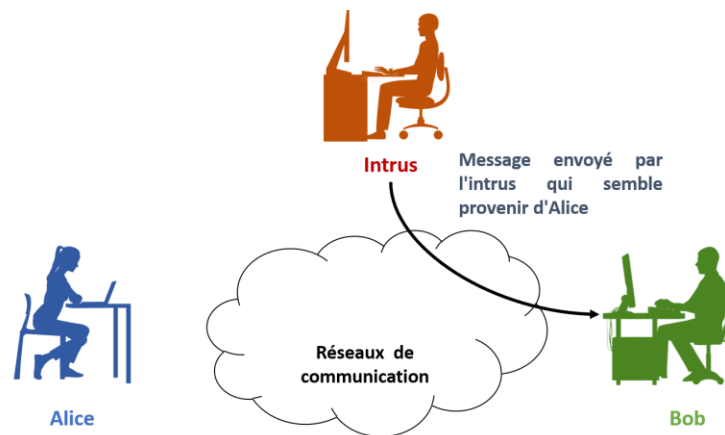 Intrus
Message envoyé par
l'intrus qui semble
provenir d'Alice
Réseaux de
communication
Alice
Bob